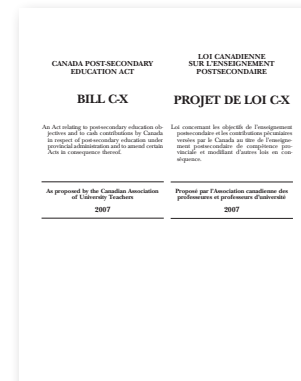 CANADA POST-SECONDARY
EDUCATION ACT
BILL C-X
An Act relating to postsecondary education ob-
jectives and to cash contributions by Canada
in respect of post-secondary education under
provincial administration and to amend certain
Acts in consequence thereof.
As proposed by the Canadian Association
of University Teachers
2007
LOI CANADIENNE
SUR L'ENSEIGNEMENT
POSTSECONDAIRE
PROJET DE LOI C-X
Loi concernant les objectifs de l'enseignement
postsecondaire et les contributions pécuniaires
versées par le Canada au titre de l'enseigne-
ment postsecondaire de compétence pro-
vinciale et modifiant d'autres lois en con-
séquence.
Proposé par l'Association canadienne des
professeures et professeurs d'université
2007